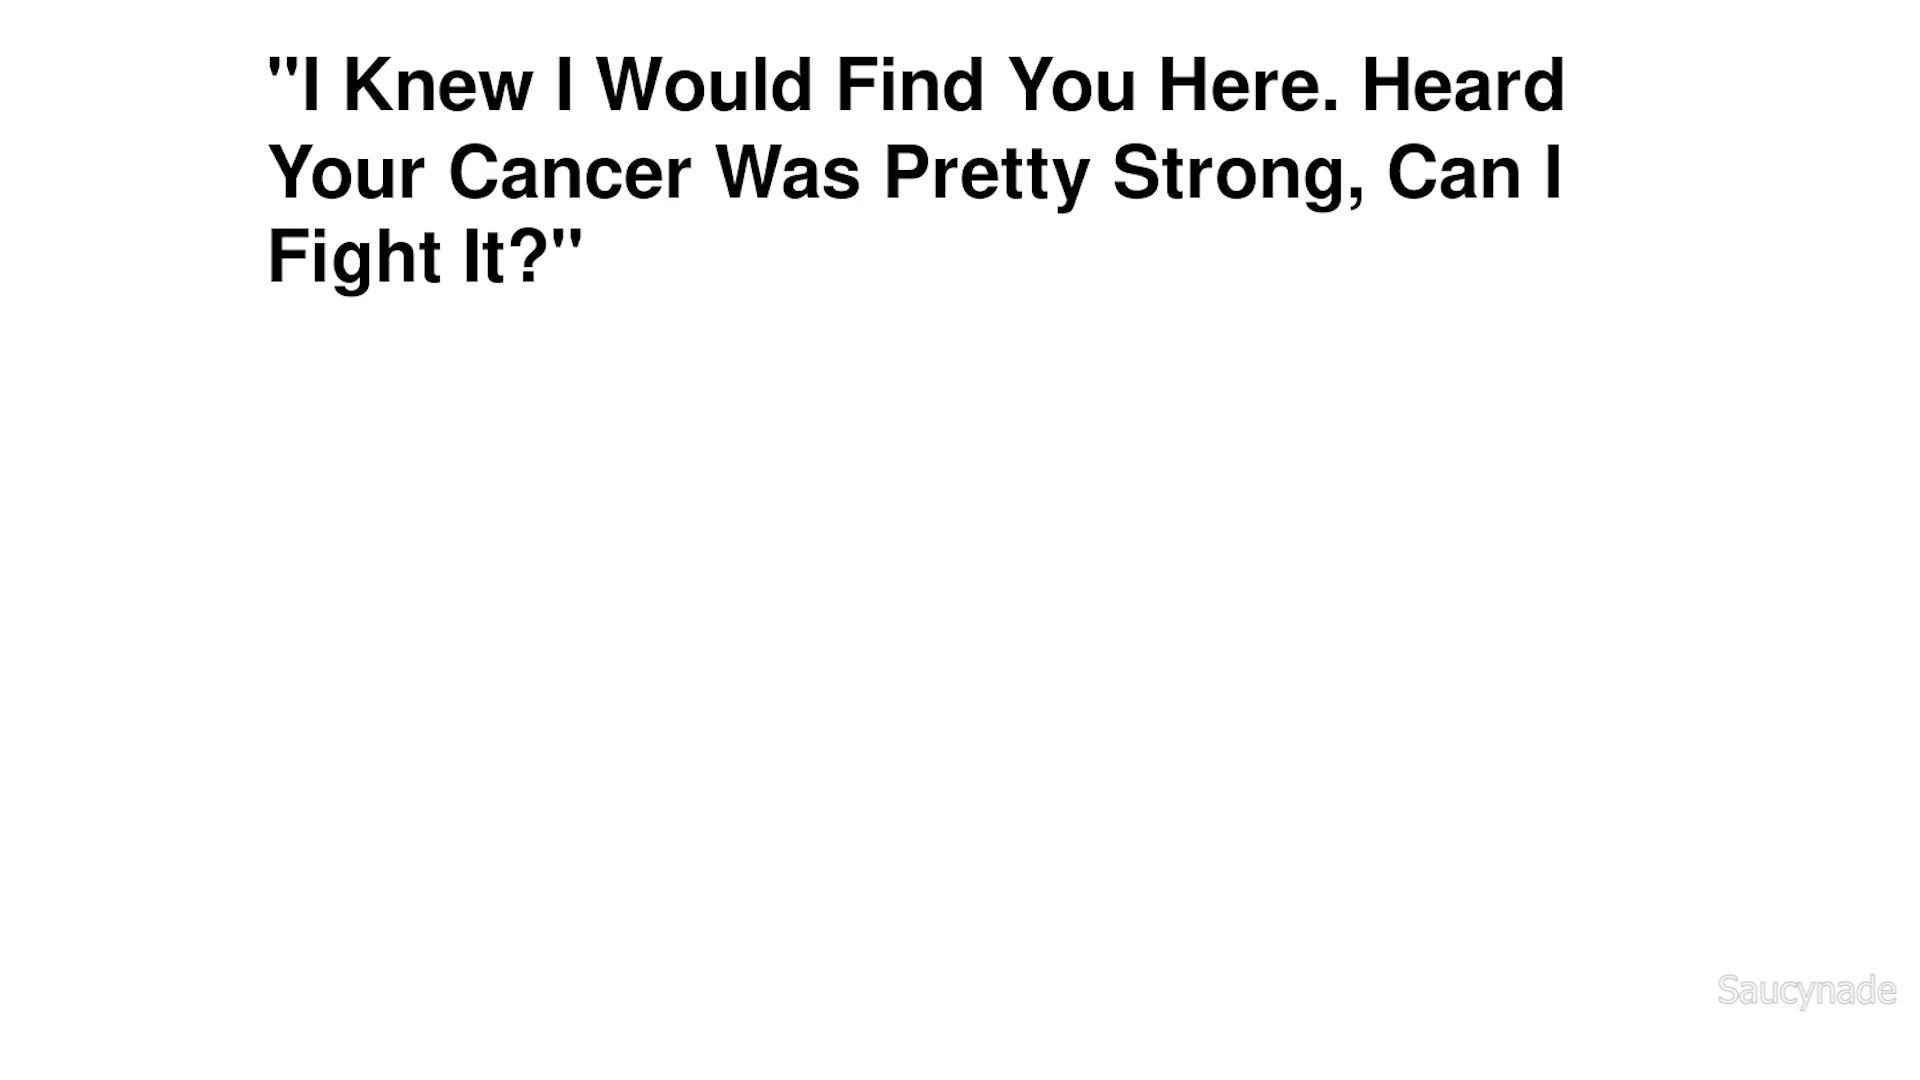 "I Knew I Would Find You Here. Heard
Your Cancer Was Pretty Strong, Can I
Fight It?"
Saucynade